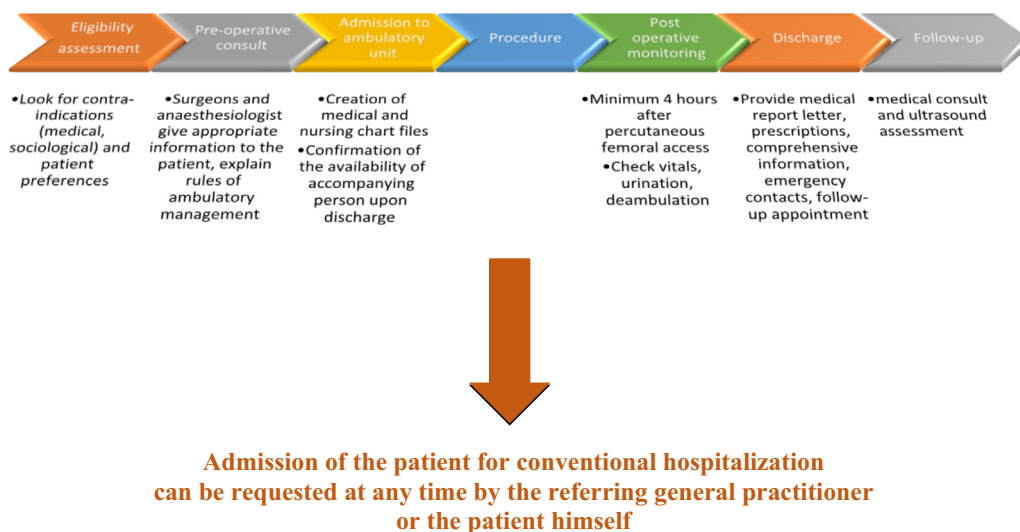 Eligibility
assessment
Pre-operative
consult
Admission to
ambulatory
unit
Procedure
Post
operative
monitoring
Discharge
Follow-up
•Look for contra-
indications
(medical,
sociological) and
patient
preferences
•Surgeons and
anaesthesiologist
give appropriate
information to the
patient, explain
rules of
ambulatory
management
•Creation of
medical and
nursing chart files
•Confirmation of
the availability of
accompanying
person upon
discharge
•Minimum 4 hours
after
percutaneous
femoral access
•Check vitals,
urination,
deambulation
•Provide medical
report letter,
prescriptions,
comprehensive
information,
emergency
contacts, follow-
up appointment
•medical consult
and ultrasound
assessment
Admission of the patient for conventional hospitalization
can be requested at any time by the referring general practitioner
or the patient himself